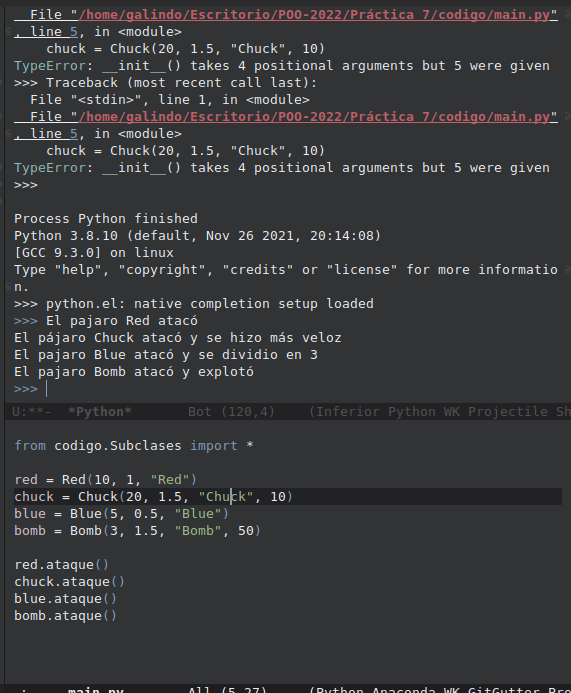 File "/home/galindo/Escritorio/POO-2022/Práctica 7/codigo/main.py"
, line 5, in <module>
    chuck = Chuck(20, 1.5, "Chuck", 10)
TypeError: __init__() takes 4 positional arguments but 5 were given
>>> Traceback (most recent call last):
  File "<stdin>", line 1, in <module>
  File "/home/galindo/Escritorio/POO-2022/Práctica 7/codigo/main.py"
, line 5, in <module>
    chuck = Chuck(20, 1.5, "Chuck", 10)
TypeError: __init__() takes 4 positional arguments but 5 were given
>>>

Process Python finished
Python 3.8.10 (default, Nov 26 2021, 20:14:08)
[GCC 9.3.0] on linux
Type "help", "copyright", "credits" or "license" for more informatio
n.
>>> python.el: native completion setup loaded
>>> El pajaro Red atacó
El pájaro Chuck atacó y se hizo más veloz
El pajaro Blue atacó y se dividio en 3
El pajaro Bomb atacó y explotó
>>>
U:**-  *Python*      Bot (120,4)    (Inferior Python WK Projectile Sh

from codigo.Subclases import *

red = Red(10, 1, "Red")
chuck = Chuck(20, 1.5, "Chuck", 10)
blue = Blue(5, 0.5, "Blue")
bomb = Bomb(3, 1.5, "Bomb", 50)

red.ataque()
chuck.ataque()
blue.ataque()
bomb.ataque()

main.py        All (5,27)     (Python Anaconda WK GitGutter Pro